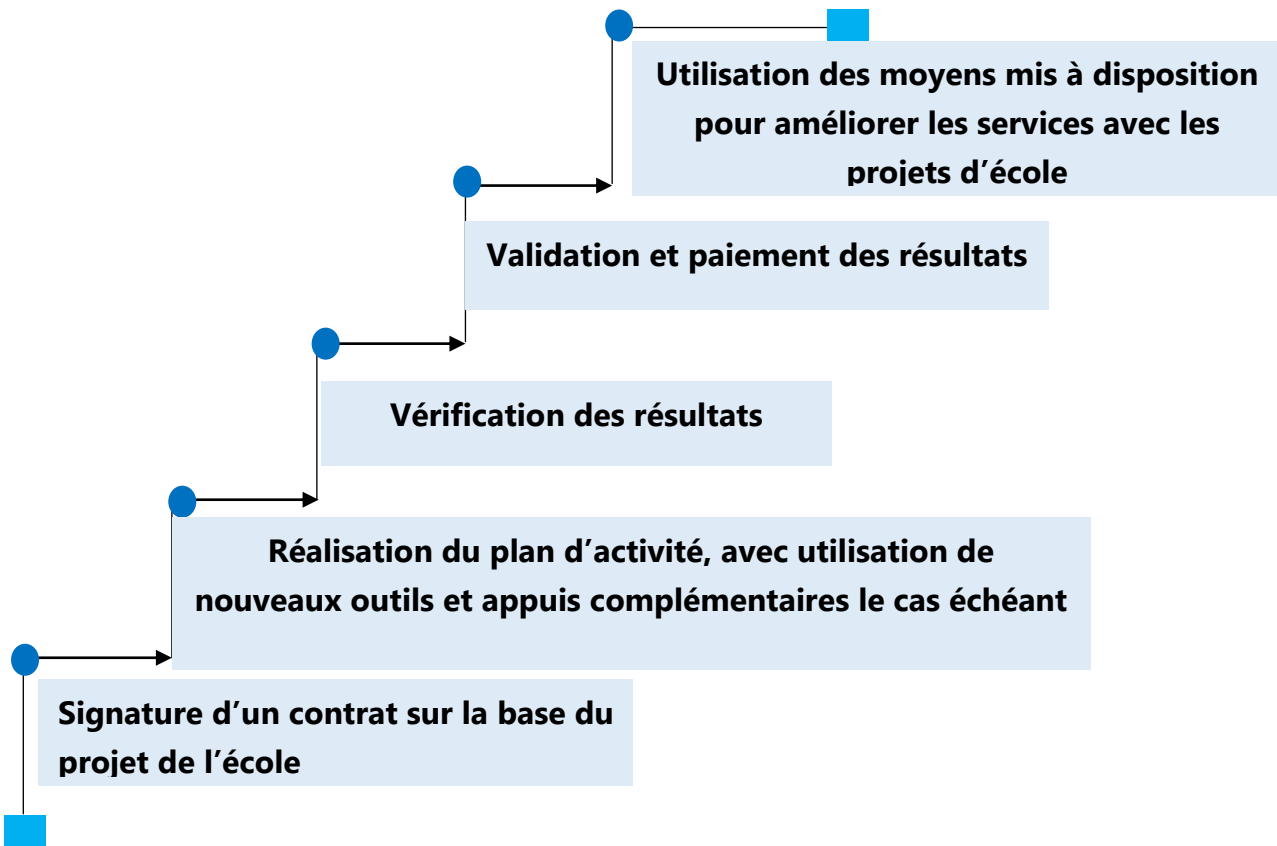 Utilisation des moyens mis à disposition
pour améliorer les services avec les
projets d’école
Validation et paiement des résultats
Vérification des résultats
Réalisation du plan d’activité, avec utilisation de
nouveaux outils et appuis complémentaires le cas échéant
Signature d’un contrat sur la base du
projet de l’école